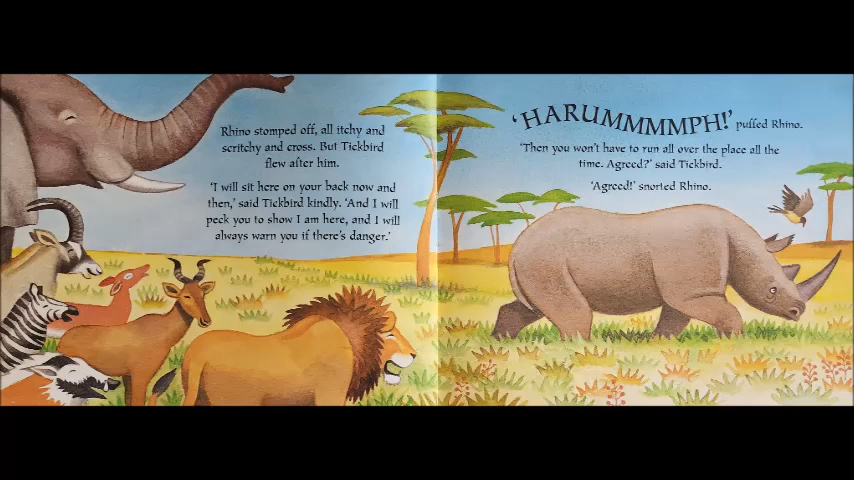 Rhino stomped off, all itchy and
scritchy and cross. But Tickbird
flew after him.
'I will sit here on your back now and
then,' said Tickbird kindly. 'And I will
peck you to show I am here, and I will
always warn you if there's danger.'
'HARUMMMMPH!' puffed Rhino.
'Then you won't have to run all over the place all the
time. Agreed?' said Tickbird.
'Agreed!' snorted Rhino.